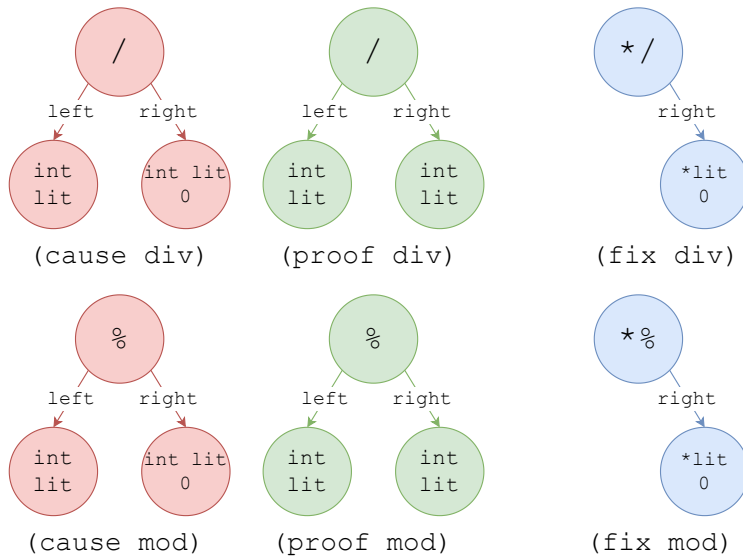 /
left
right
int
lit
int lit
0
(cause div)
/
left
right
int
lit
int
lit
(proof div)
*/
right
*lit
0
(fix div)
%
left
right
int
lit
int lit
0
(cause mod)
%
left
right
int
lit
int
lit
(proof mod)
*%
right
*lit
0
(fix mod)